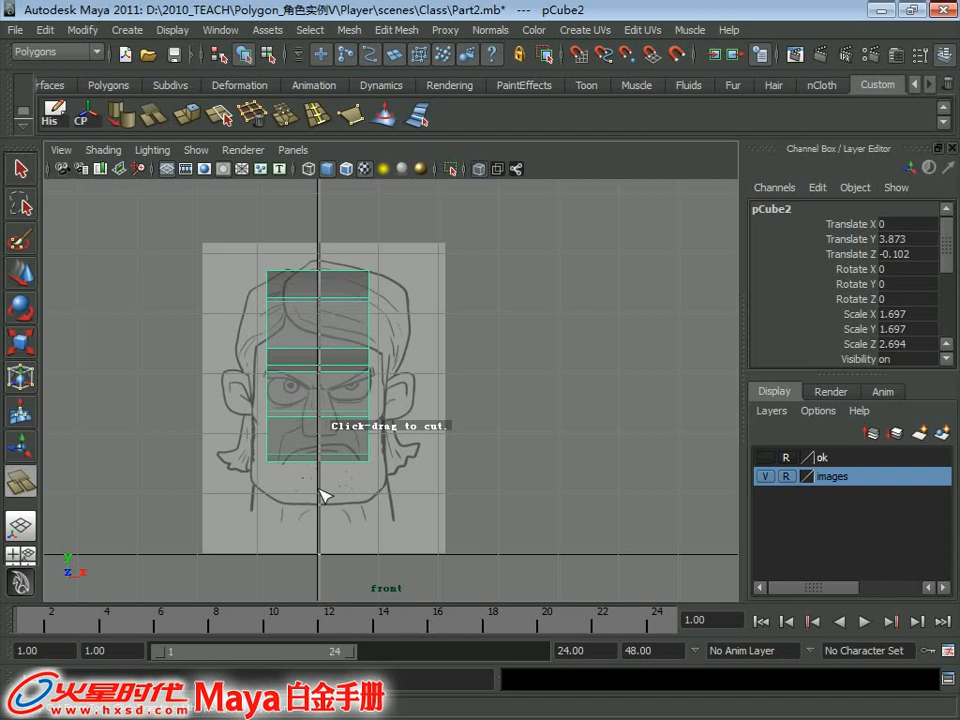 Autodesk Maya 2011: D:\2010_TEACH\Polygon_角色实例V\Player\scenes\Class\Part2.mb* --- pCube2
File Edit Modify Create Display Window Assets Select Mesh Edit Mesh Proxy Normals Color Create UVs Edit UVs Muscle Help
Polygons
rfaces Polygons Subdivs Deformation Animation Dynamics Rendering PaintEffects Toon Muscle Fluids Fur Hair nCloth Custom
His CP
View Shading Lighting Show Renderer Panels
Channel Box / Layer Editor
Channels Edit Object Show
pCube2
Translate X 0
Translate Y 3.873
Translate Z -0.102
Rotate X 0
Rotate Y 0
Rotate Z 0
Scale X 1.697
Scale Y 1.697
Scale Z 2.694
Visibility on
Display Render Anim
Layers Options Help
R ok
V R images
Click-drag to cut.
y
z x
front
2 4 6 8 10 12 14 16 18 20 22 24
1.00
1.00 1.00 1 24 24.00 48.00 No Anim Layer No Character Set
火星时代
www.hxsd.com
Maya 白金手册